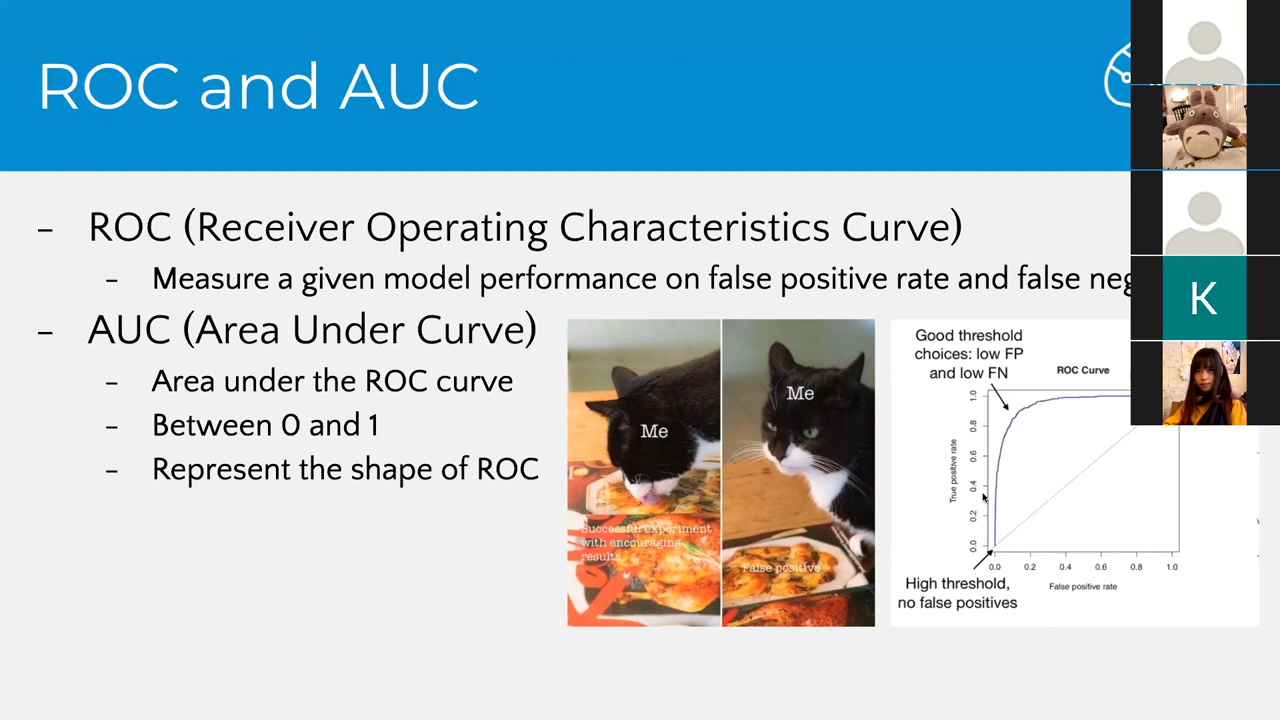 ROC and AUC
– ROC (Receiver Operating Characteristics Curve)
– Measure a given model performance on false positive rate and false neg
– AUC (Area Under Curve)
– Area under the ROC curve
– Between 0 and 1
– Represent the shape of ROC
Me
Successful experiment
with encouraging
results
Me
False positive
Good threshold
choices: low FP
and low FN
ROC Curve
True positive rate
1.0
0.8
0.6
0.4
0.2
0.0
0.0 0.2 0.4 0.6 0.8 1.0
False positive rate
High threshold,
no false positives
K